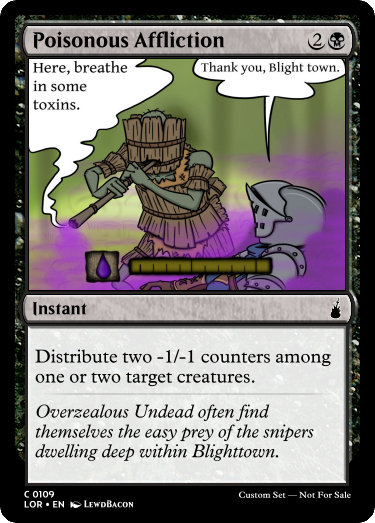 Poisonous Affliction 2
Here, breathe
in some
toxins.
Thank you, Blight town.
Instant
Distribute two -1/-1 counters among
one or two target creatures.
Overzealous Undead often find
themselves the easy prey of the snipers
dwelling deep within Blighttown.
C 0109
LOR • EN LEWDBACON
Custom Set — Not For Sale